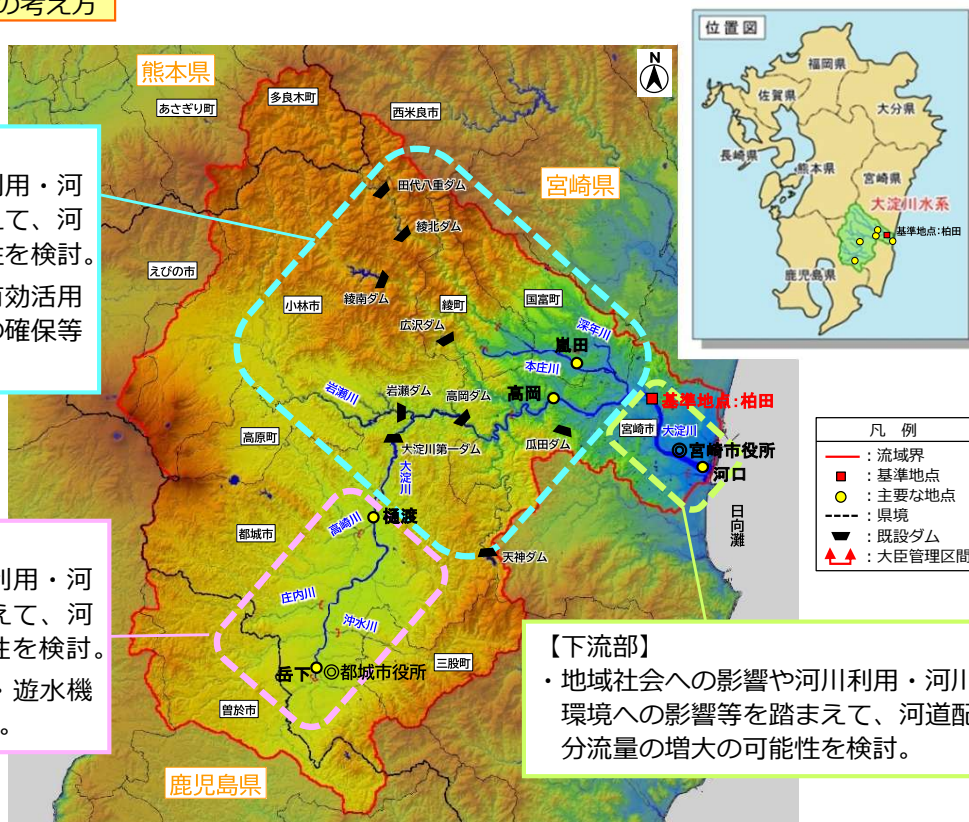 の考え方
熊本県
あさぎり町
多良木町
西米良市
N
宮崎県
位置図
福岡県
佐賀県
大分県
長崎県
熊本県
宮崎県
大淀川水系
基準地点:柏田
鹿児島県
用・河
えて、河
性を検討。
有効活用
の確保等
田代八重ダム
綾北ダム
えびの市
綾南ダム
小林市
綾町
国富町
広沢ダム
深年川
嵐田
本庄川
岩瀬川
岩瀬ダム
高岡ダム
高岡
基準地点:柏田
高原町
大淀川第一ダム
瓜田ダム
宮崎市
大淀川
◎宮崎市役所
河口
大淀川
日向灘
凡 例
:流域界
:基準地点
:主要な地点
:県境
:既設ダム
:大臣管理区間
都城市
高崎川
樋渡
天神ダム
利用・河
えて、河
性を検討。
・遊水機
。
庄内川
沖水川
岳下
◎都城市役所
三股町
曽於市
鹿児島県
【下流部】
・地域社会への影響や河川利用・河川
環境への影響等を踏まえて、河道配
分流量の増大の可能性を検討。